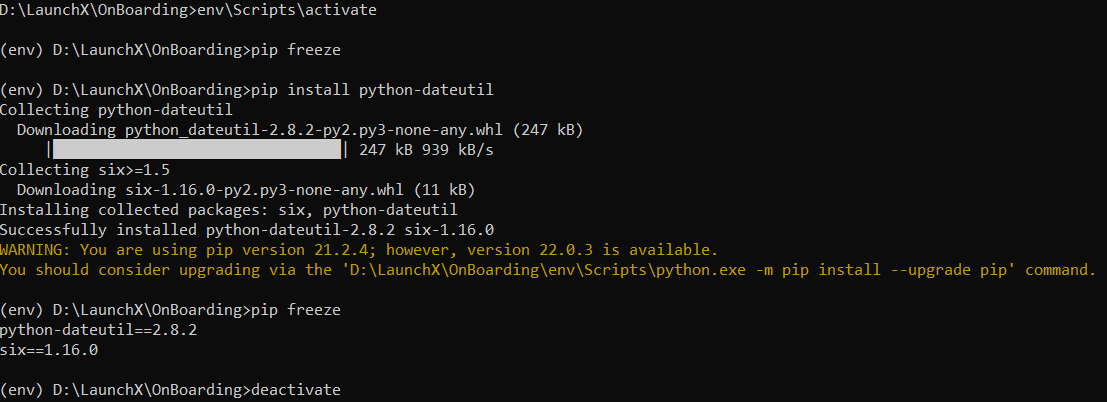 D:\LaunchX\OnBoarding>env\Scripts\activate
(env) D:\LaunchX\OnBoarding>pip freeze
(env) D:\LaunchX\OnBoarding>pip install python-dateutil
Collecting python-dateutil
  Downloading python_dateutil-2.8.2-py2.py3-none-any.whl (247 kB)
     |████████████████████████████████| 247 kB 939 kB/s
Collecting six>=1.5
  Downloading six-1.16.0-py2.py3-none-any.whl (11 kB)
Installing collected packages: six, python-dateutil
Successfully installed python-dateutil-2.8.2 six-1.16.0
WARNING: You are using pip version 21.2.4; however, version 22.0.3 is available.
You should consider upgrading via the 'D:\LaunchX\OnBoarding\env\Scripts\python.exe -m pip install --upgrade pip' command.
(env) D:\LaunchX\OnBoarding>pip freeze
python-dateutil==2.8.2
six==1.16.0
(env) D:\LaunchX\OnBoarding>deactivate